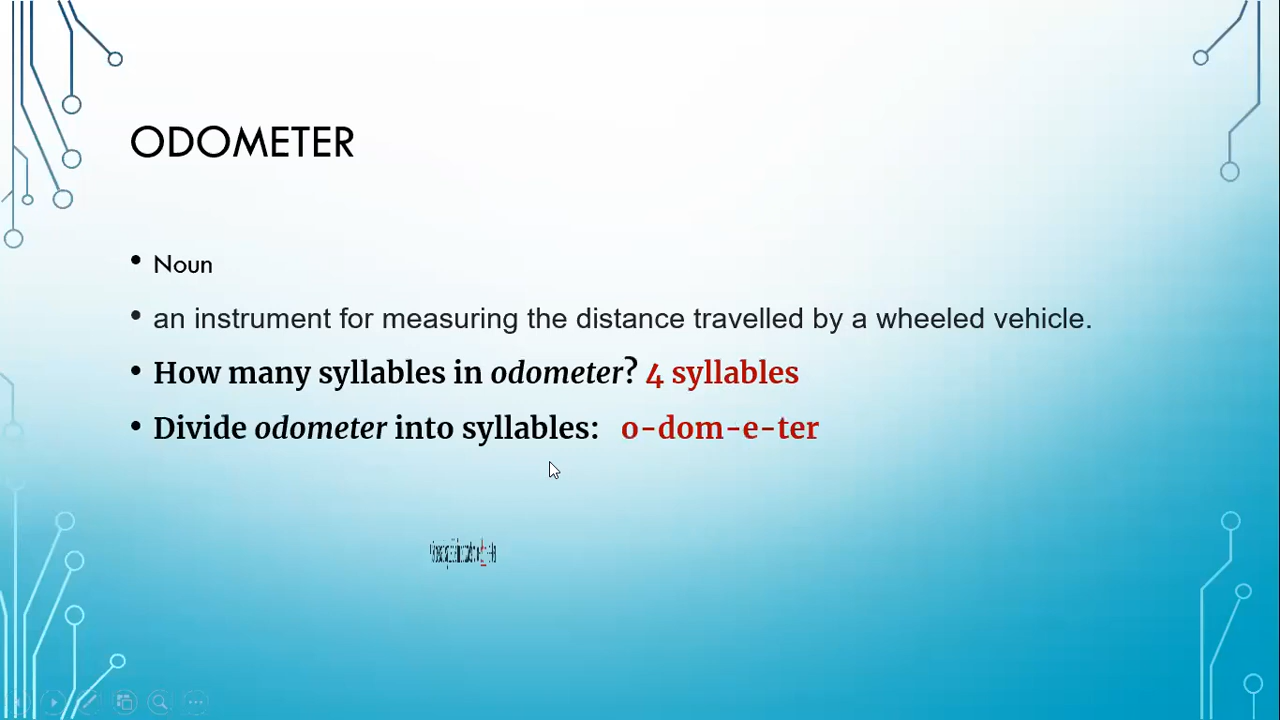 ODOMETER
• Noun
• an instrument for measuring the distance travelled by a wheeled vehicle.
• How many syllables in odometer? 4 syllables
• Divide odometer into syllables: o-dom-e-ter